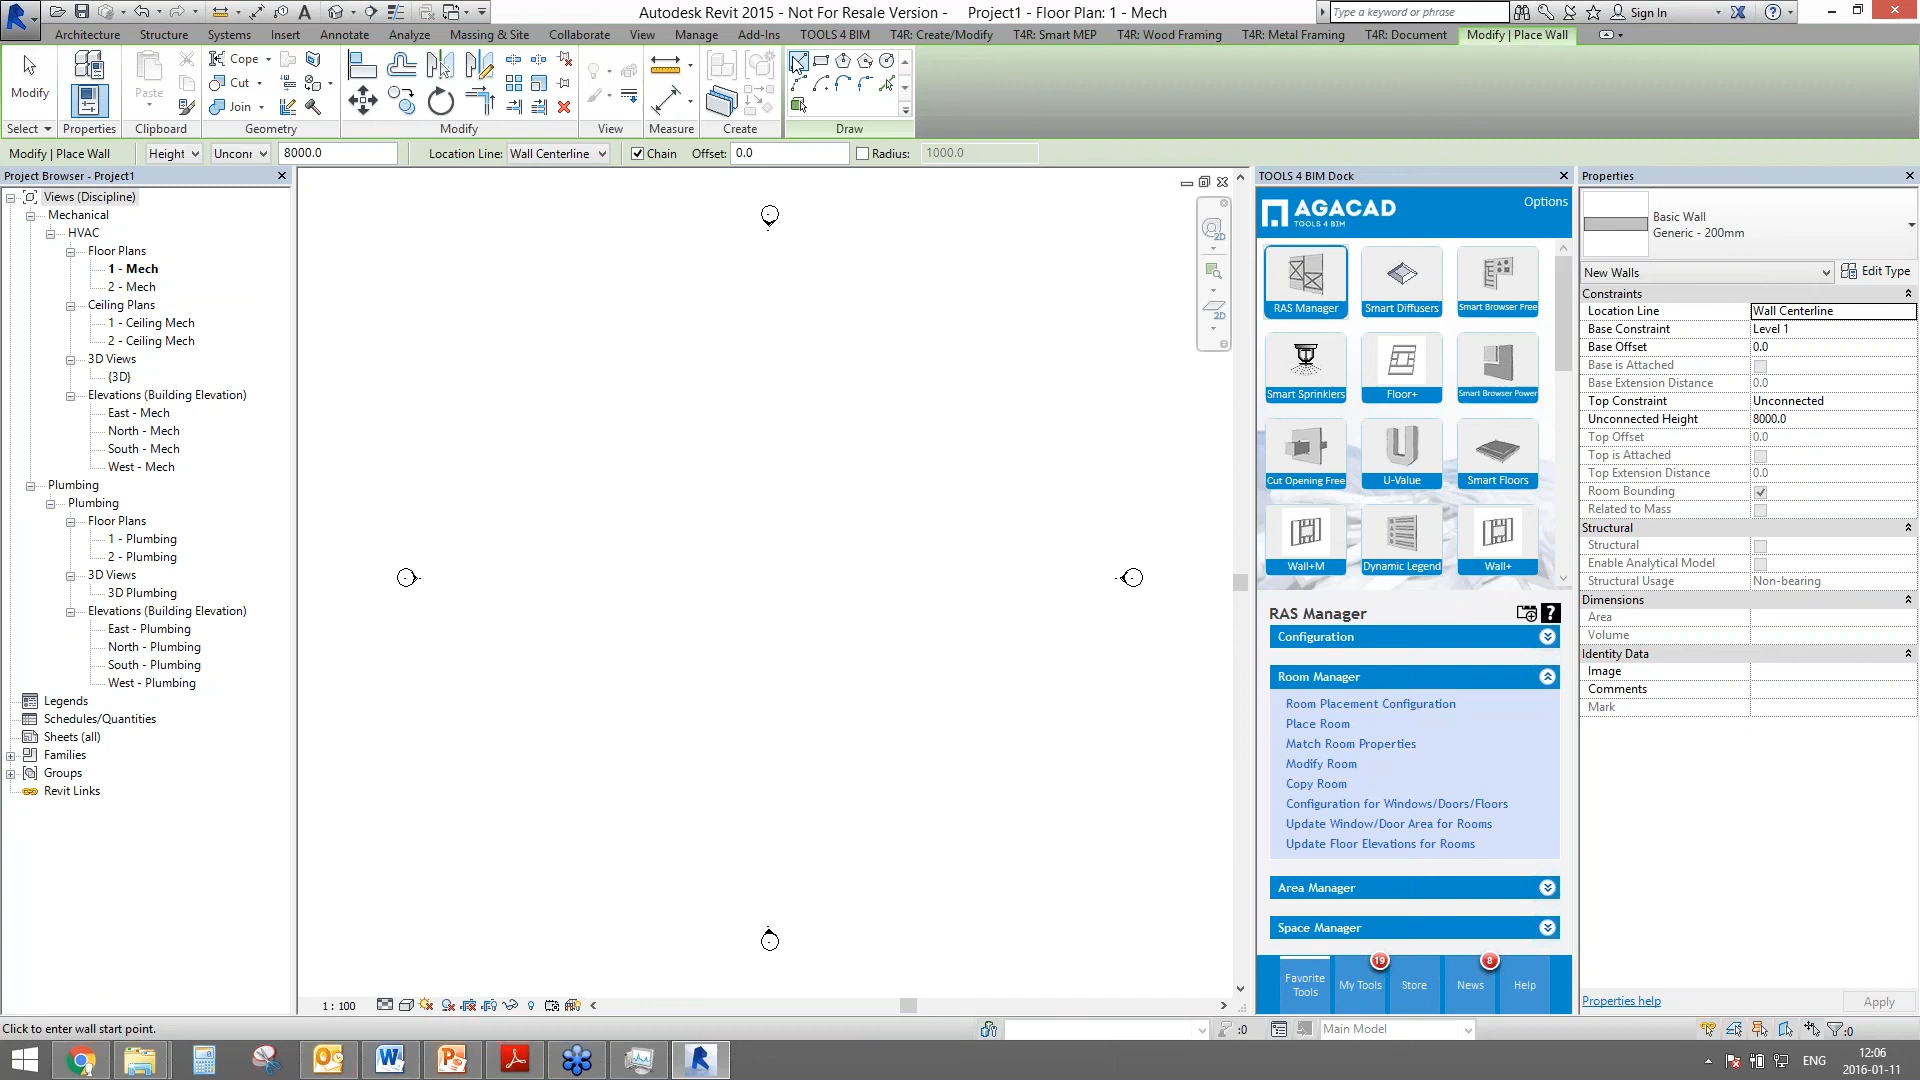 Autodesk Revit 2015 - Not For Resale Version - Project1 - Floor Plan: 1 - Mech
Type a keyword or phrase
Sign In
Architecture Structure Systems Insert Annotate Analyze Massing & Site Collaborate View Manage Add-Ins TOOLS 4 BIM T4R: Create/Modify T4R: Smart MEP T4R: Wood Framing T4R: Metal Framing T4R: Document Modify | Place Wall
Modify
Paste
Cope
Cut
Join
Select Properties Clipboard Geometry Modify View Measure Create Draw
Modify | Place Wall Height Unconr 8000.0 Location Line: Wall Centerline Chain Offset: 0.0 Radius: 1000.0
Project Browser - Project1
Views (Discipline)
Mechanical
HVAC
Floor Plans
1 - Mech
2 - Mech
Ceiling Plans
1 - Ceiling Mech
2 - Ceiling Mech
3D Views
{3D}
Elevations (Building Elevation)
East - Mech
North - Mech
South - Mech
West - Mech
Plumbing
Plumbing
Floor Plans
1 - Plumbing
2 - Plumbing
3D Views
3D Plumbing
Elevations (Building Elevation)
East - Plumbing
North - Plumbing
South - Plumbing
West - Plumbing
Legends
Schedules/Quantities
Sheets (all)
Families
Groups
Revit Links
2D
2D
1 : 100
TOOLS 4 BIM Dock
AGACAD
TOOLS 4 BIM
Options
RAS Manager Smart Diffusers Smart Browser Free
Smart Sprinklers Floor+ Smart Browser Power
Cut Opening Free U-Value Smart Floors
Wall+M Dynamic Legend Wall+
RAS Manager
?
Configuration
Room Manager
Room Placement Configuration
Place Room
Match Room Properties
Modify Room
Copy Room
Configuration for Windows/Doors/Floors
Update Window/Door Area for Rooms
Update Floor Elevations for Rooms
Area Manager
Space Manager
19 8
Favorite Tools My Tools Store News Help
Properties
Basic Wall
Generic - 200mm
New Walls Edit Type
Constraints
Location Line Wall Centerline
Base Constraint Level 1
Base Offset 0.0
Base is Attached
Base Extension Distance 0.0
Top Constraint Unconnected
Unconnected Height 8000.0
Top Offset 0.0
Top is Attached
Top Extension Distance 0.0
Room Bounding
Related to Mass
Structural
Structural
Enable Analytical Model
Structural Usage Non-bearing
Dimensions
Area
Volume
Identity Data
Image
Comments
Mark
Properties help Apply
Click to enter wall start point.
:0
Main Model
:0
ENG
12:06
2016-01-11